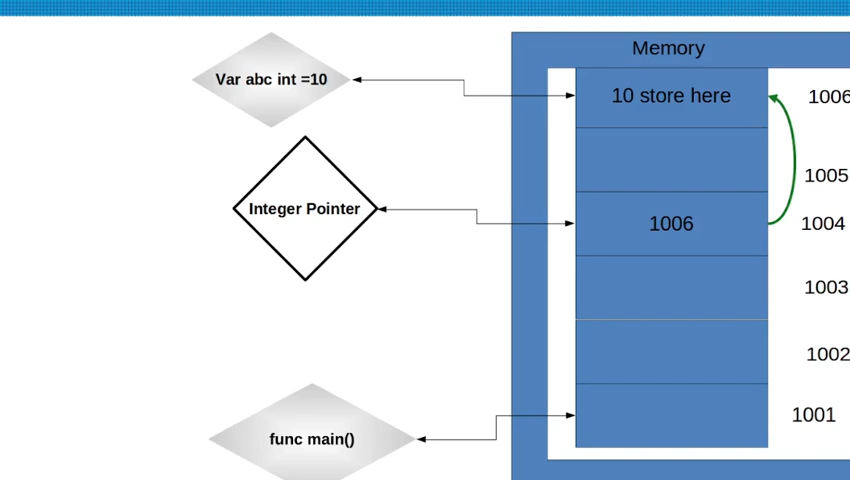 Memory
Var abc int =10
10 store here
1006
1005
Integer Pointer
1006
1004
1003
1002
func main()
1001